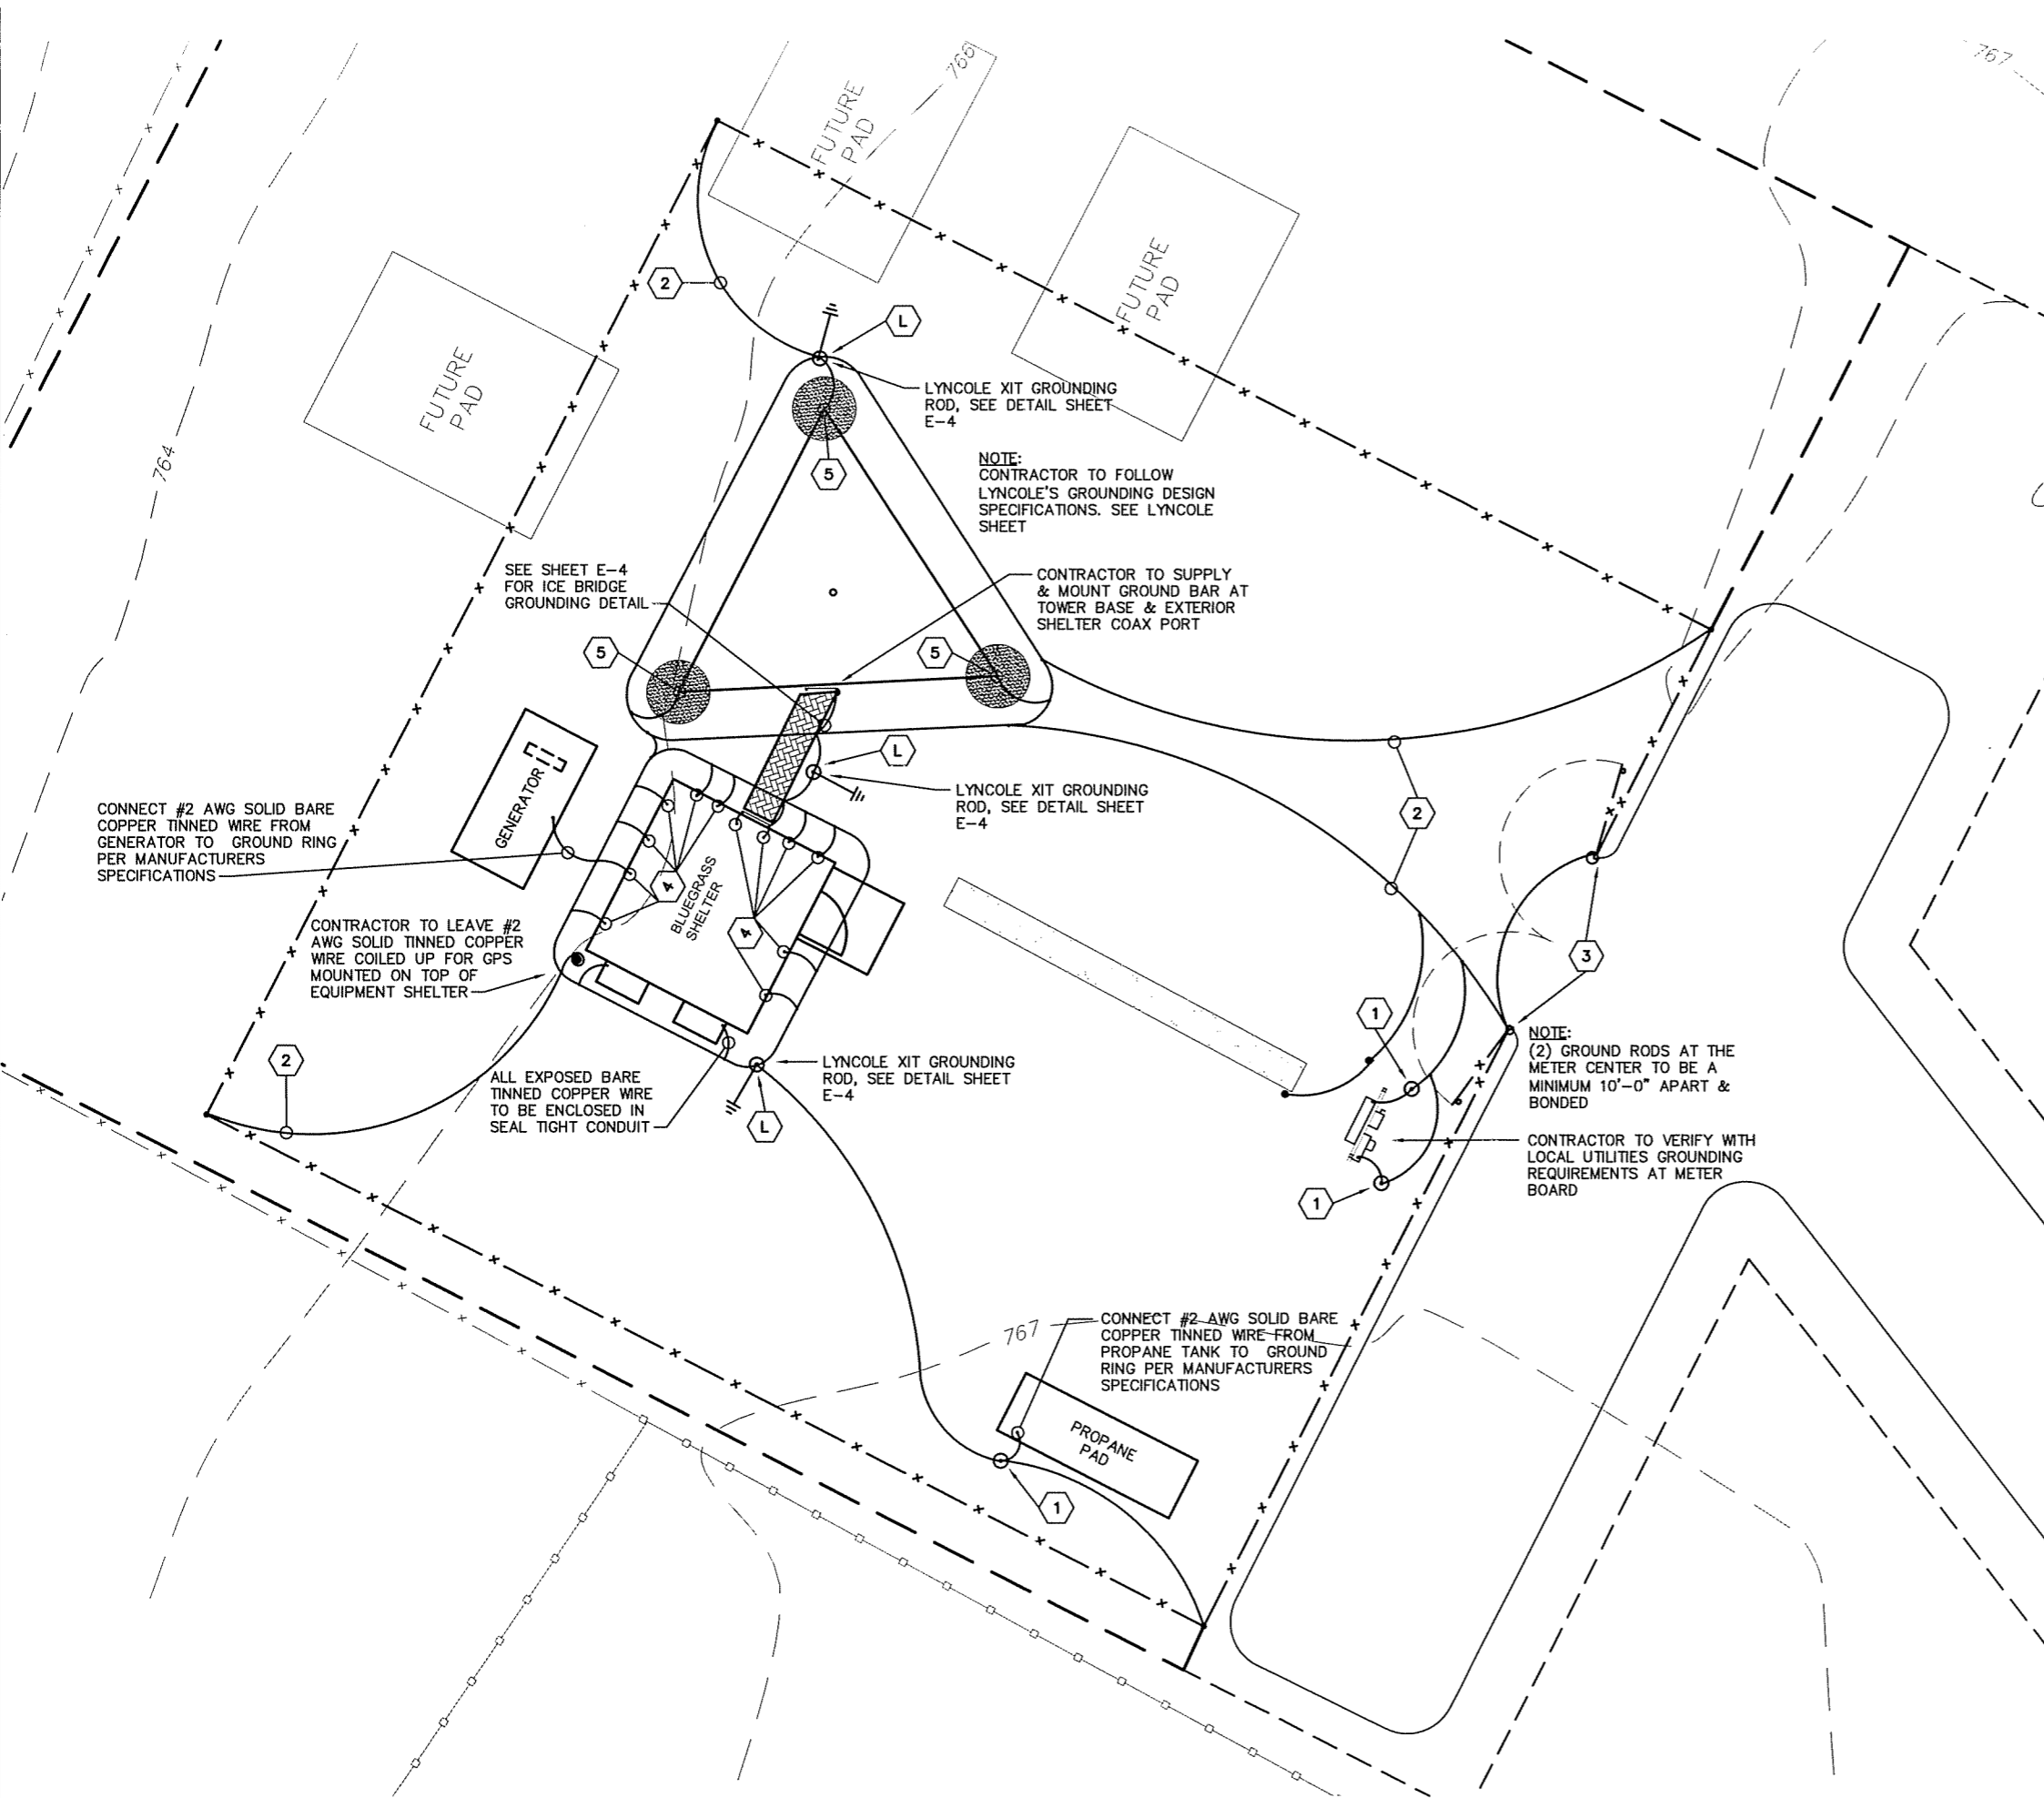 767
766
FUTURE
PAD
FUTURE
PAD
FUTURE
PAD
764
2
L
LYNCOLE XIT GROUNDING
ROD, SEE DETAIL SHEET
E-4
5
NOTE:
CONTRACTOR TO FOLLOW
LYNCOLE'S GROUNDING DESIGN
SPECIFICATIONS. SEE LYNCOLE
SHEET
SEE SHEET E-4
FOR ICE BRIDGE
GROUNDING DETAIL
CONTRACTOR TO SUPPLY
& MOUNT GROUND BAR AT
TOWER BASE & EXTERIOR
SHELTER COAX PORT
5
5
L
LYNCOLE XIT GROUNDING
ROD, SEE DETAIL SHEET
E-4
2
GENERATOR
CONNECT #2 AWG SOLID BARE
COPPER TINNED WIRE FROM
GENERATOR TO GROUND RING
PER MANUFACTURERS
SPECIFICATIONS
4
BLUEGRASS
SHELTER
4
CONTRACTOR TO LEAVE #2
AWG SOLID TINNED COPPER
WIRE COILED UP FOR GPS
MOUNTED ON TOP OF
EQUIPMENT SHELTER
3
1
NOTE:
(2) GROUND RODS AT THE
METER CENTER TO BE A
MINIMUM 10'-0" APART &
BONDED
2
ALL EXPOSED BARE
TINNED COPPER WIRE
TO BE ENCLOSED IN
SEAL TIGHT CONDUIT
LYNCOLE XIT GROUNDING
ROD, SEE DETAIL SHEET
E-4
L
CONTRACTOR TO VERIFY WITH
LOCAL UTILITIES GROUNDING
REQUIREMENTS AT METER
BOARD
1
767
CONNECT #2 AWG SOLID BARE
COPPER TINNED WIRE FROM
PROPANE TANK TO GROUND
RING PER MANUFACTURERS
SPECIFICATIONS
PROPANE
PAD
1